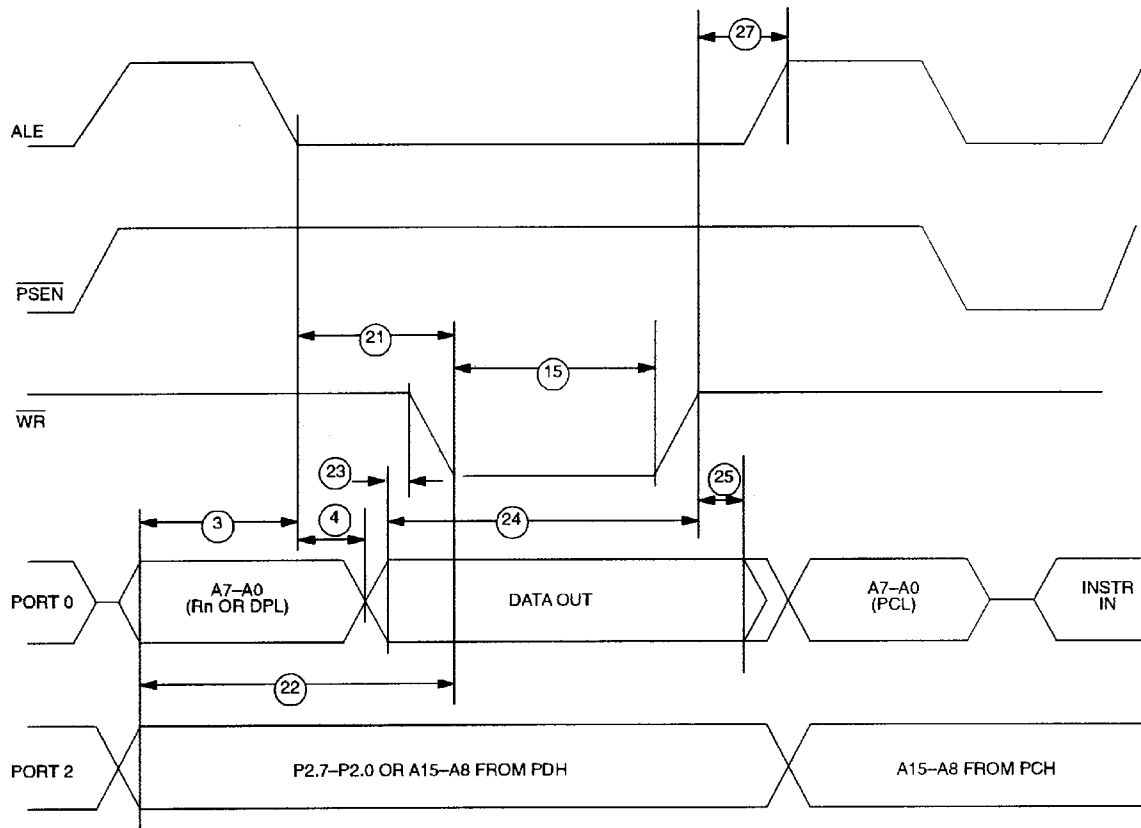 27
ALE
PSEN
21
15
WR
23
25
3
4
24
PORT 0
A7–A0
(Rn OR DPL)
DATA OUT
A7–A0
(PCL)
INSTR
IN
22
PORT 2
P2.7–P2.0 OR A15–A8 FROM PDH
A15–A8 FROM PCH